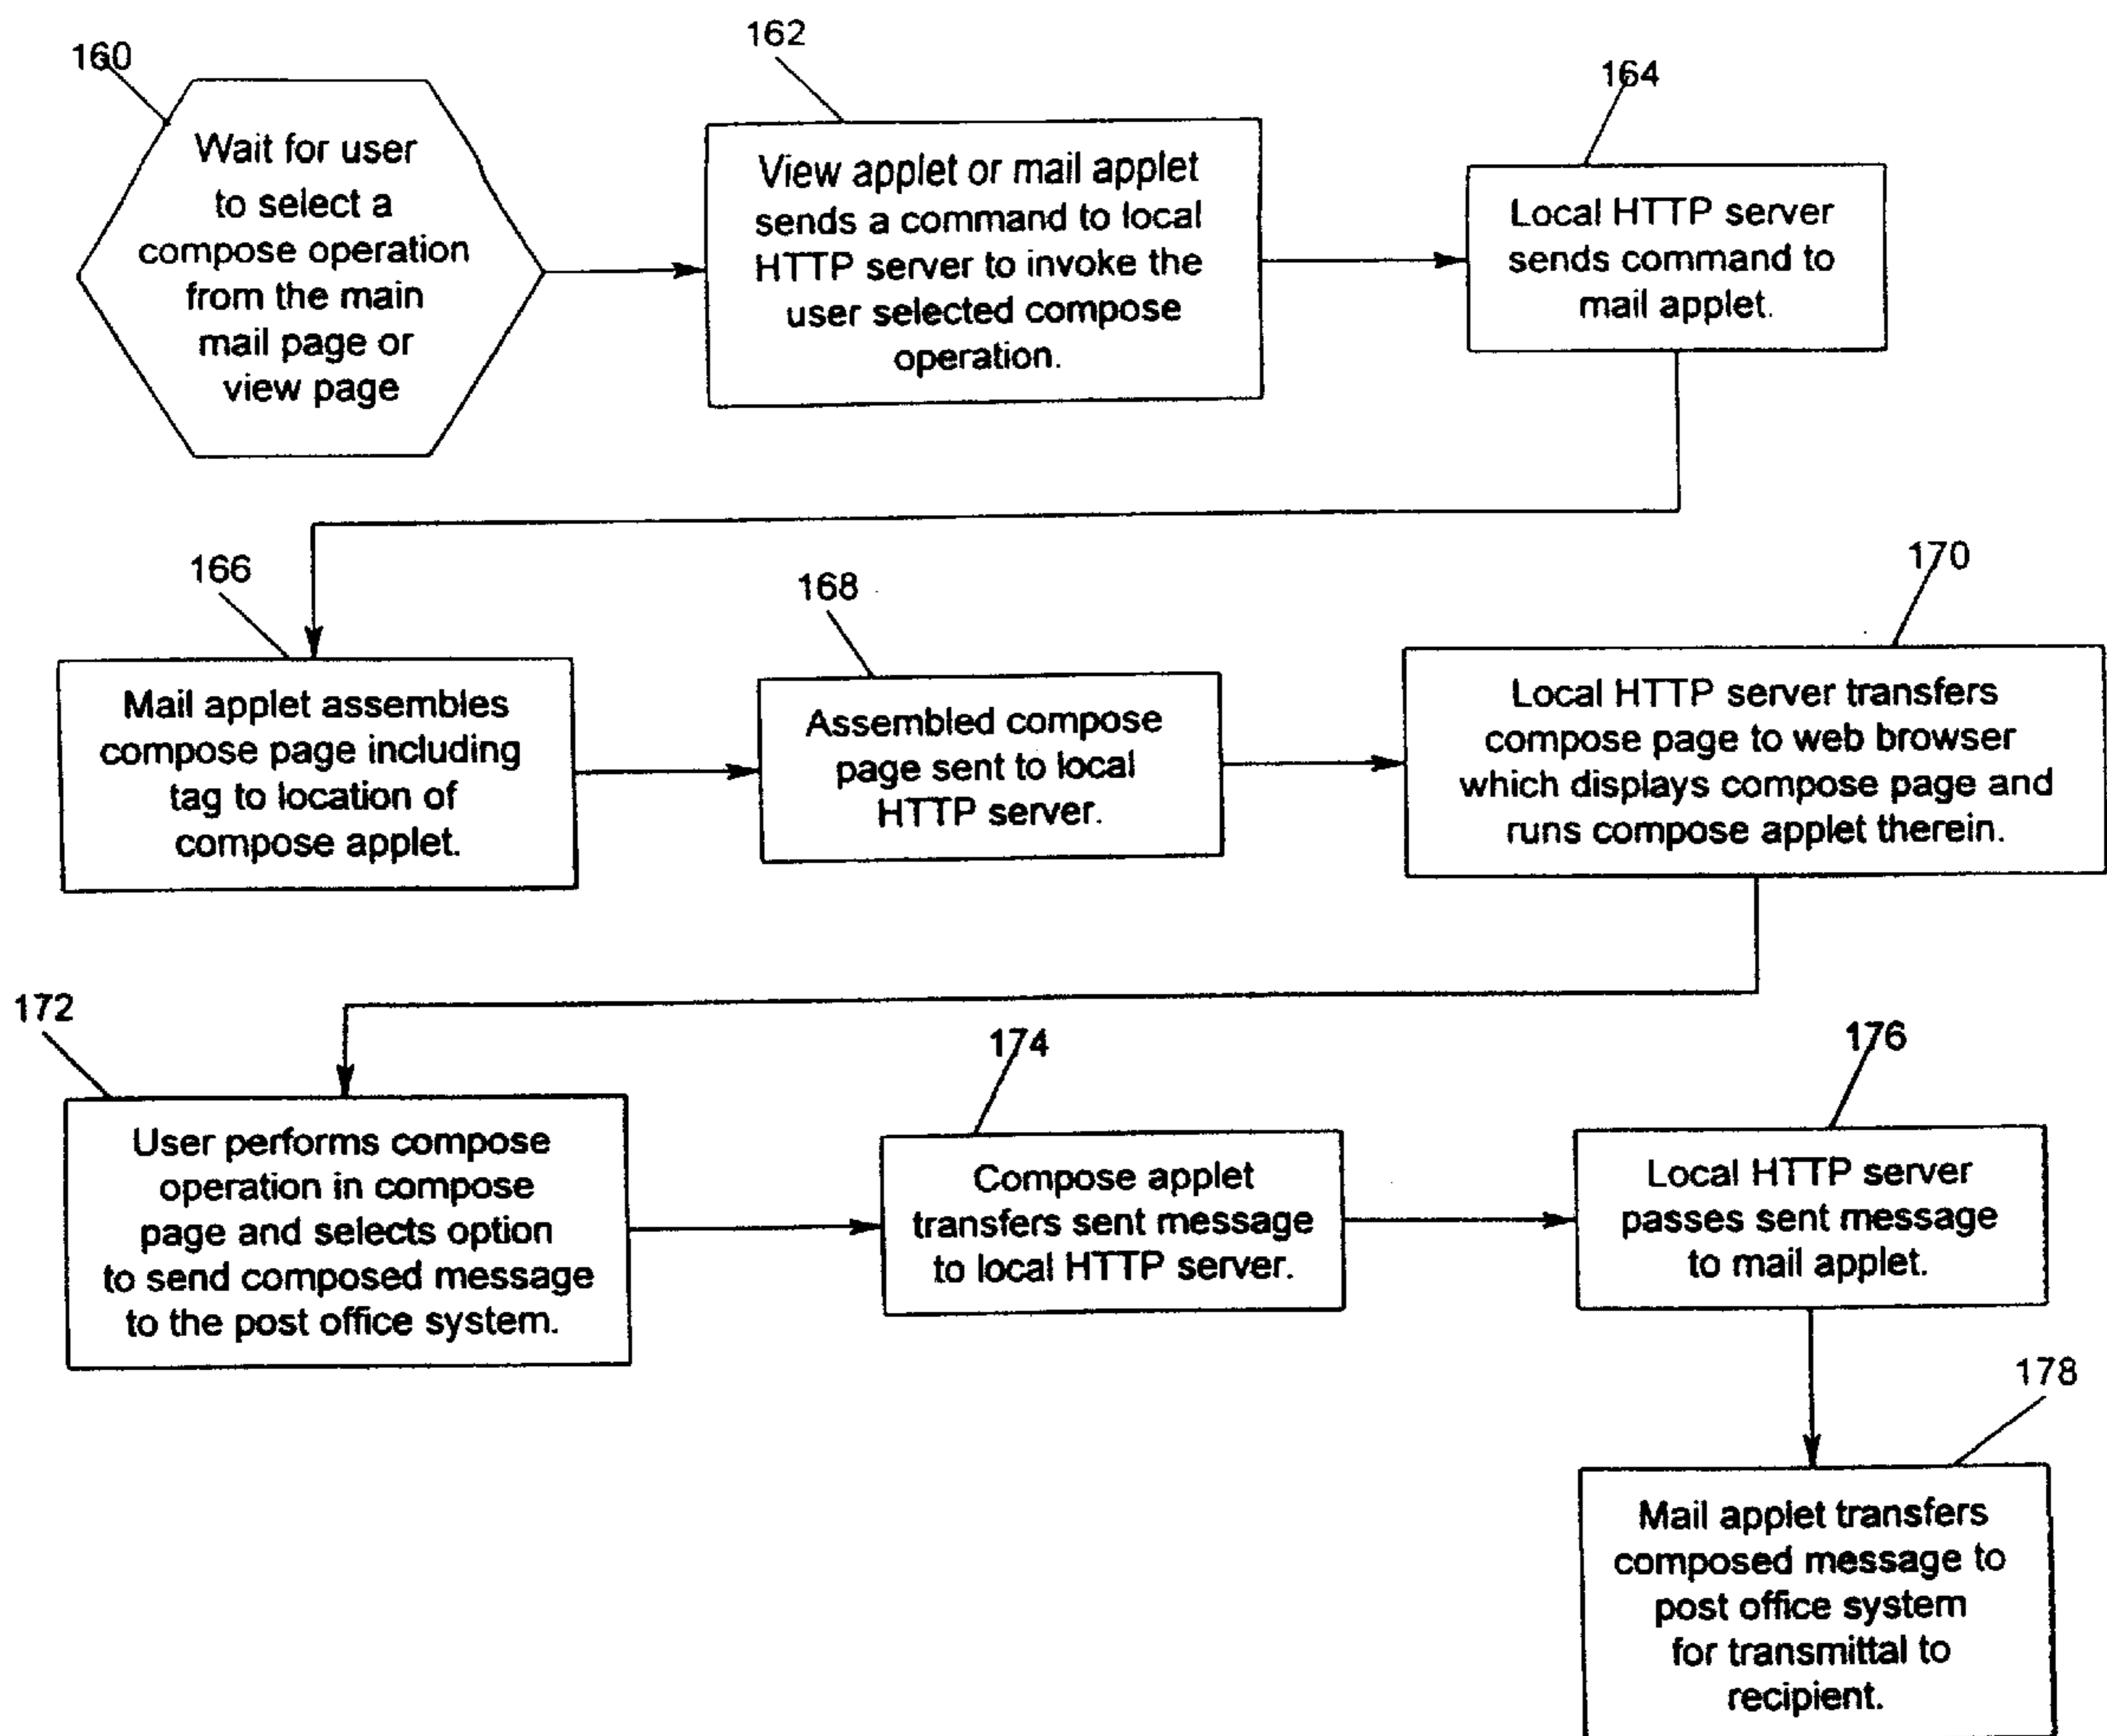 160
Wait for user
to select a
compose operation
from the main
mail page or
view page
162
View applet or mail applet
sends a command to local
HTTP server to invoke the
user selected compose
operation.
164
Local HTTP server
sends command to
mail applet.
166
Mail applet assembles
compose page including
tag to location of
compose applet.
168
Assembled compose
page sent to local
HTTP server.
170
Local HTTP server transfers
compose page to web browser
which displays compose page and
runs compose applet therein.
172
User performs compose
operation in compose
page and selects option
to send composed message
to the post office system.
174
Compose applet
transfers sent message
to local HTTP server.
176
Local HTTP server
passes sent message
to mail applet.
178
Mail applet transfers
composed message to
post office system
for transmittal to
recipient.